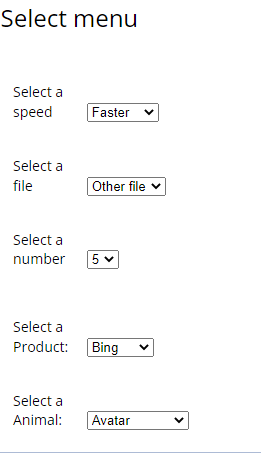 Select menu
Select a
speed
Faster
Select a
file
Other file
Select a
number
5
Select a
Product:
Bing
Select a
Animal:
Avatar